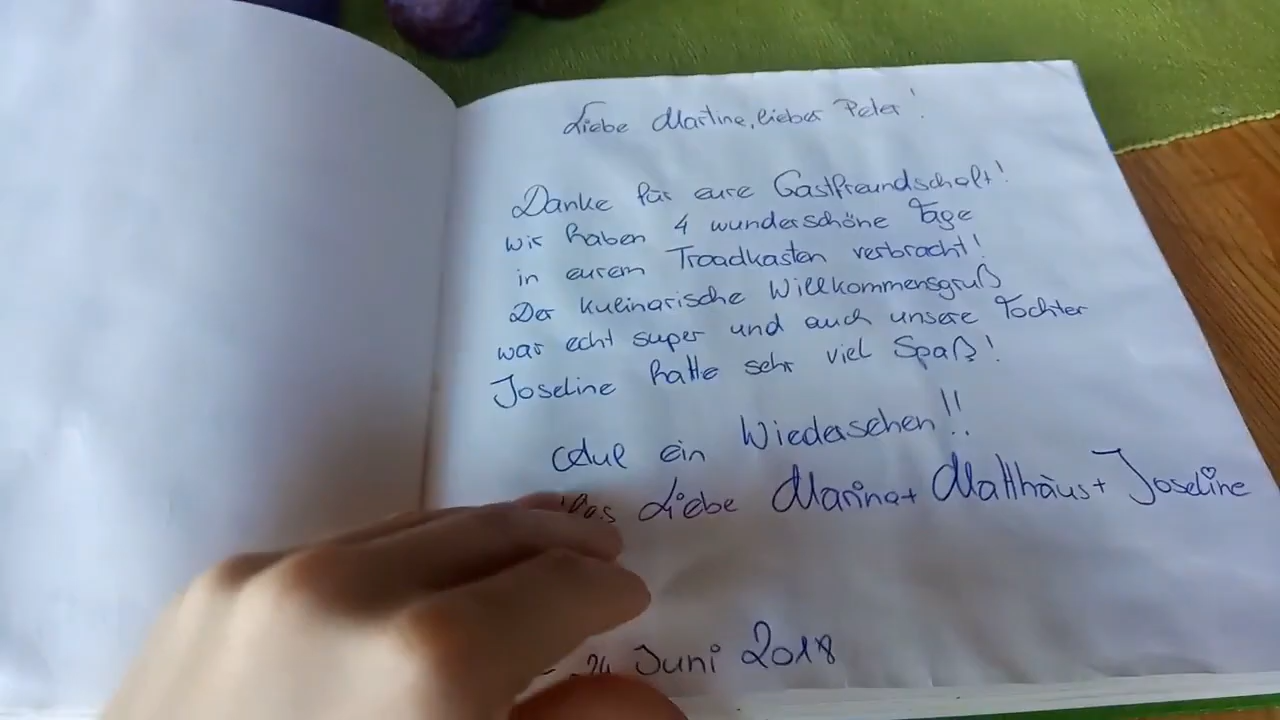 Liebe Martine, lieber Peter!
Danke für eure Gastfreundschaft!
wir haben 4 wunderschöne Tage
in eurem Troadkasten verbracht!
Der kulinarische Willkommensgruß
war echt super und auch unsere Tochter
Joseline hatte sehr viel Spaß!
Auf ein Wiedersehen!!
Liebe Marina+ Matthäus+ Joseline
- 24 Juni 2018